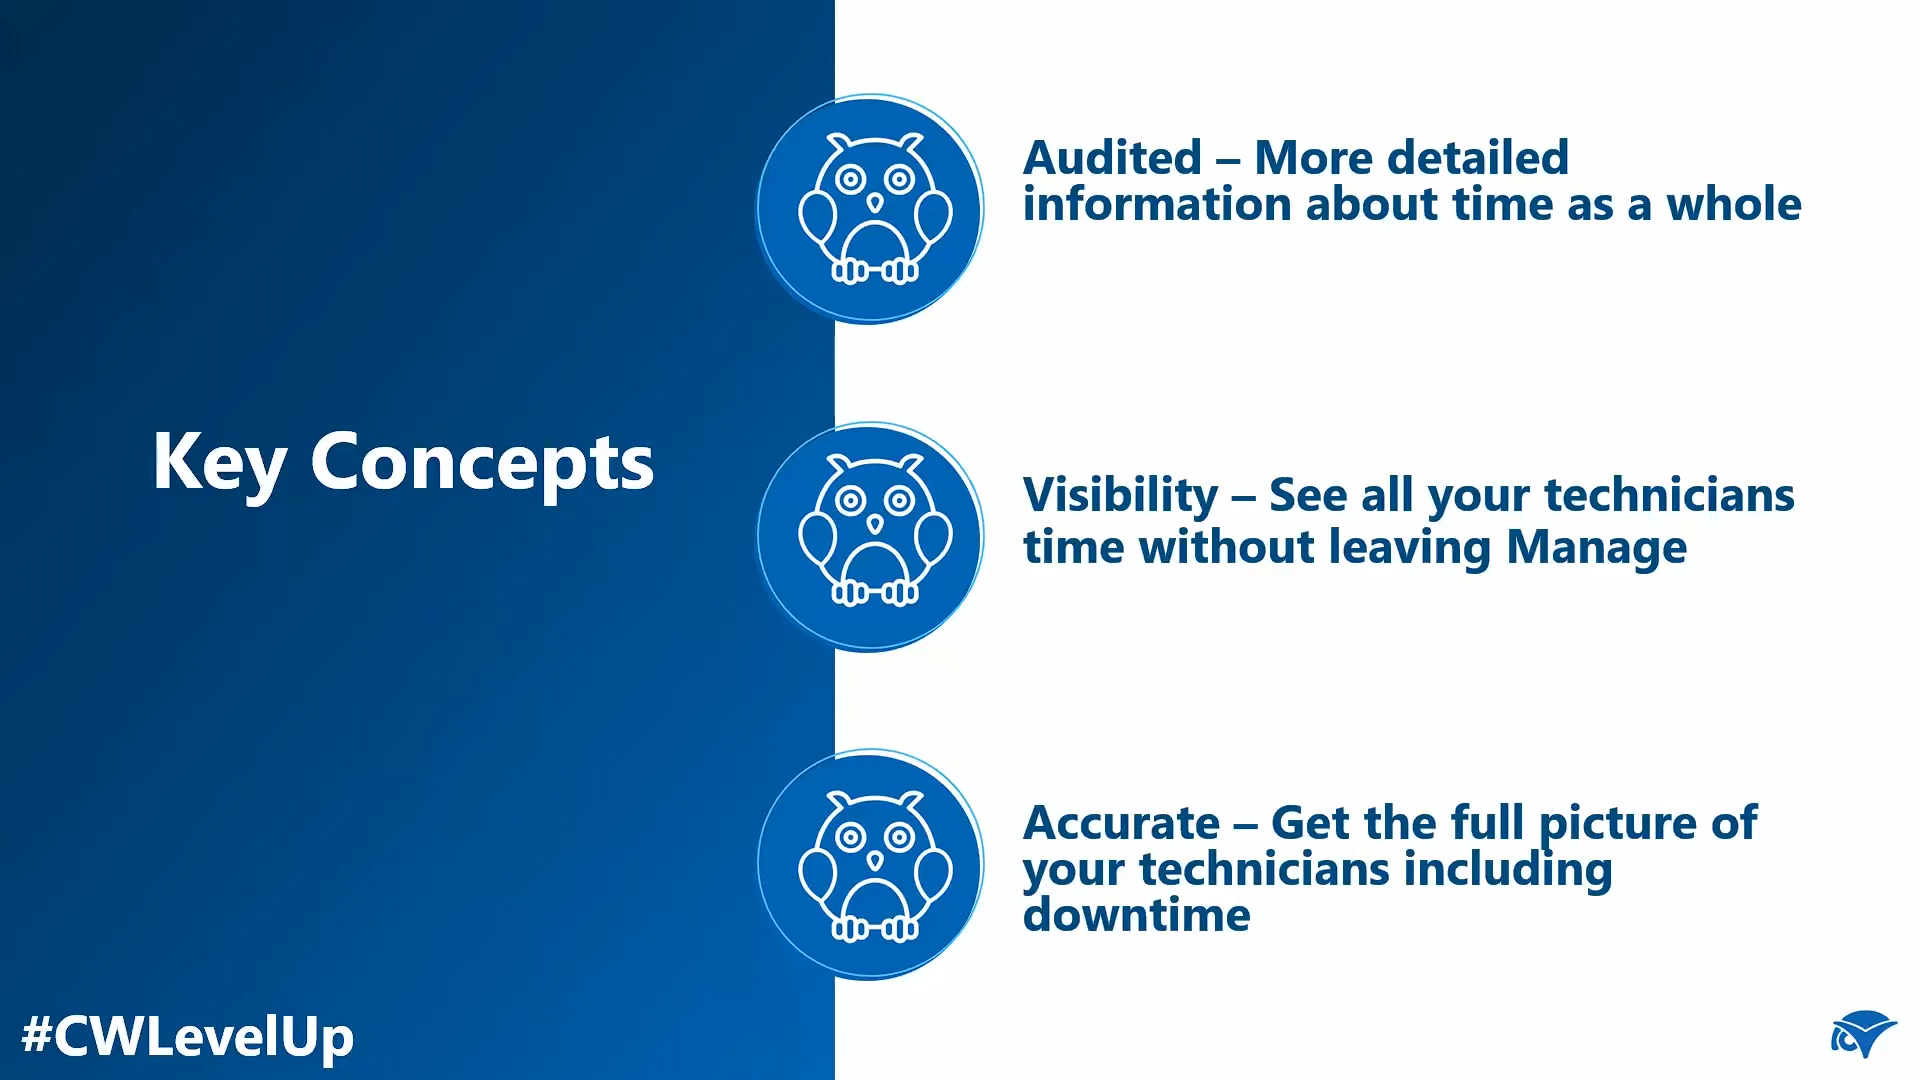 Key Concepts
Audited – More detailed
information about time as a whole
Visibility – See all your technicians
time without leaving Manage
Accurate – Get the full picture of
your technicians including
downtime
#CWLevelUp